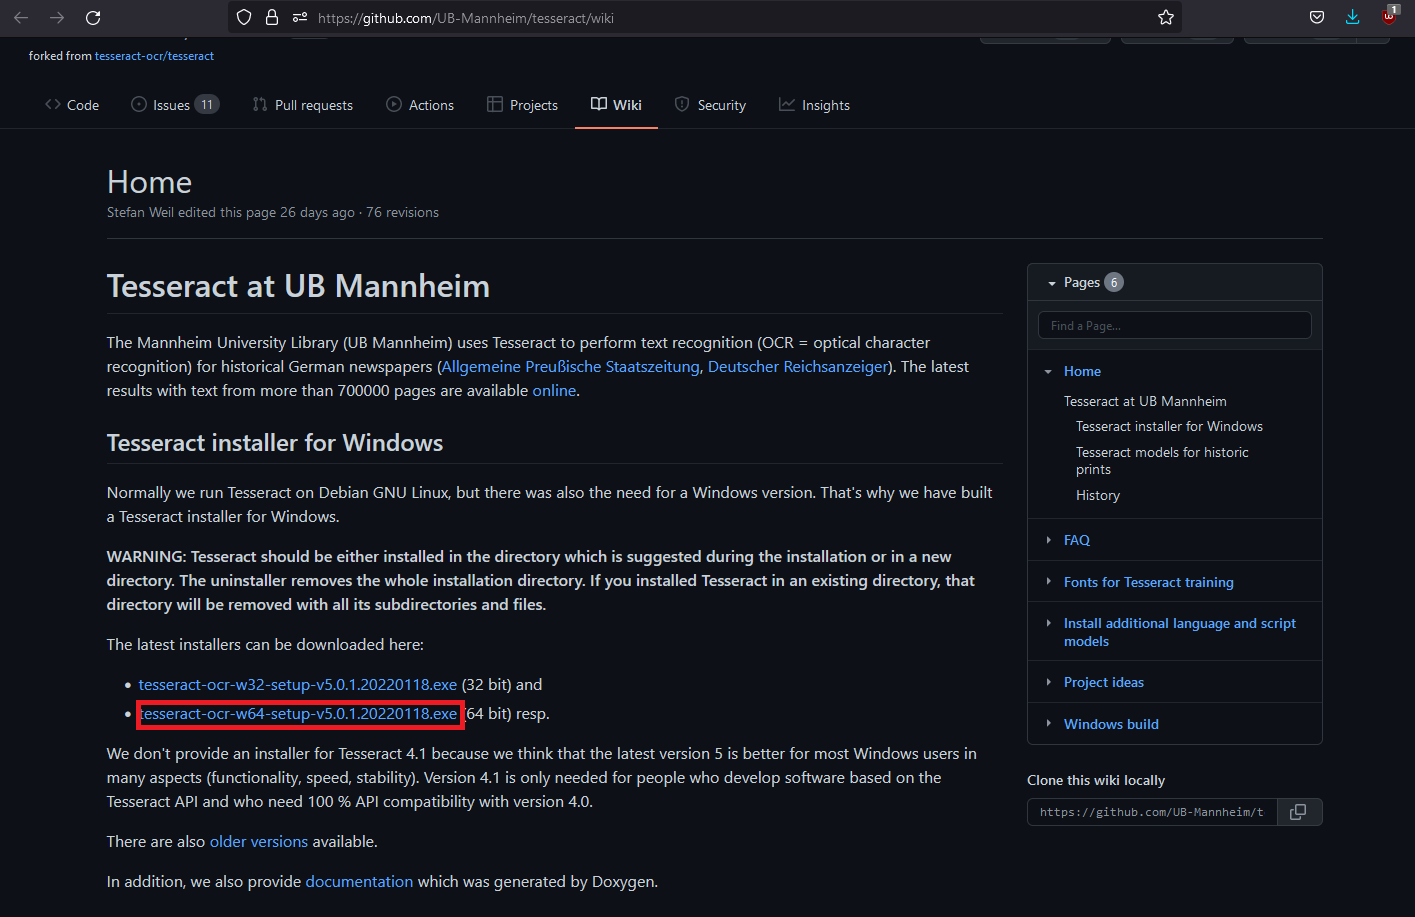 https://github.com/UB-Mannheim/tesseract/wiki
1
forked from tesseract-ocr/tesseract
Code
Issues 11
Pull requests
Actions
Projects
Wiki
Security
Insights
Home
Stefan Weil edited this page 26 days ago · 76 revisions
Tesseract at UB Mannheim
The Mannheim University Library (UB Mannheim) uses Tesseract to perform text recognition (OCR = optical character
recognition) for historical German newspapers (Allgemeine Preußische Staatszeitung, Deutscher Reichsanzeiger). The latest
results with text from more than 700000 pages are available online.
Tesseract installer for Windows
Normally we run Tesseract on Debian GNU Linux, but there was also the need for a Windows version. That's why we have built
a Tesseract installer for Windows.
WARNING: Tesseract should be either installed in the directory which is suggested during the installation or in a new
directory. The uninstaller removes the whole installation directory. If you installed Tesseract in an existing directory, that
directory will be removed with all its subdirectories and files.
The latest installers can be downloaded here:
• tesseract-ocr-w32-setup-v5.0.1.20220118.exe (32 bit) and
• tesseract-ocr-w64-setup-v5.0.1.20220118.exe (64 bit) resp.
We don't provide an installer for Tesseract 4.1 because we think that the latest version 5 is better for most Windows users in
many aspects (functionality, speed, stability). Version 4.1 is only needed for people who develop software based on the
Tesseract API and who need 100 % API compatibility with version 4.0.
There are also older versions available.
In addition, we also provide documentation which was generated by Doxygen.
Pages 6
Find a Page...
Home
Tesseract at UB Mannheim
Tesseract installer for Windows
Tesseract models for historic
prints
History
FAQ
Fonts for Tesseract training
Install additional language and script
models
Project ideas
Windows build
Clone this wiki locally
https://github.com/UB-Mannheim/t